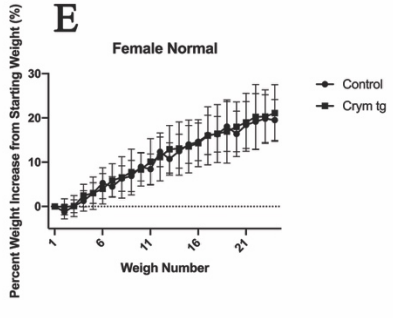 E
Female Normal
Percent Weight Increase from Starting Weight (%)
30
20
10
0
1
6
11
16
21
Weigh Number
Control
Crym tg